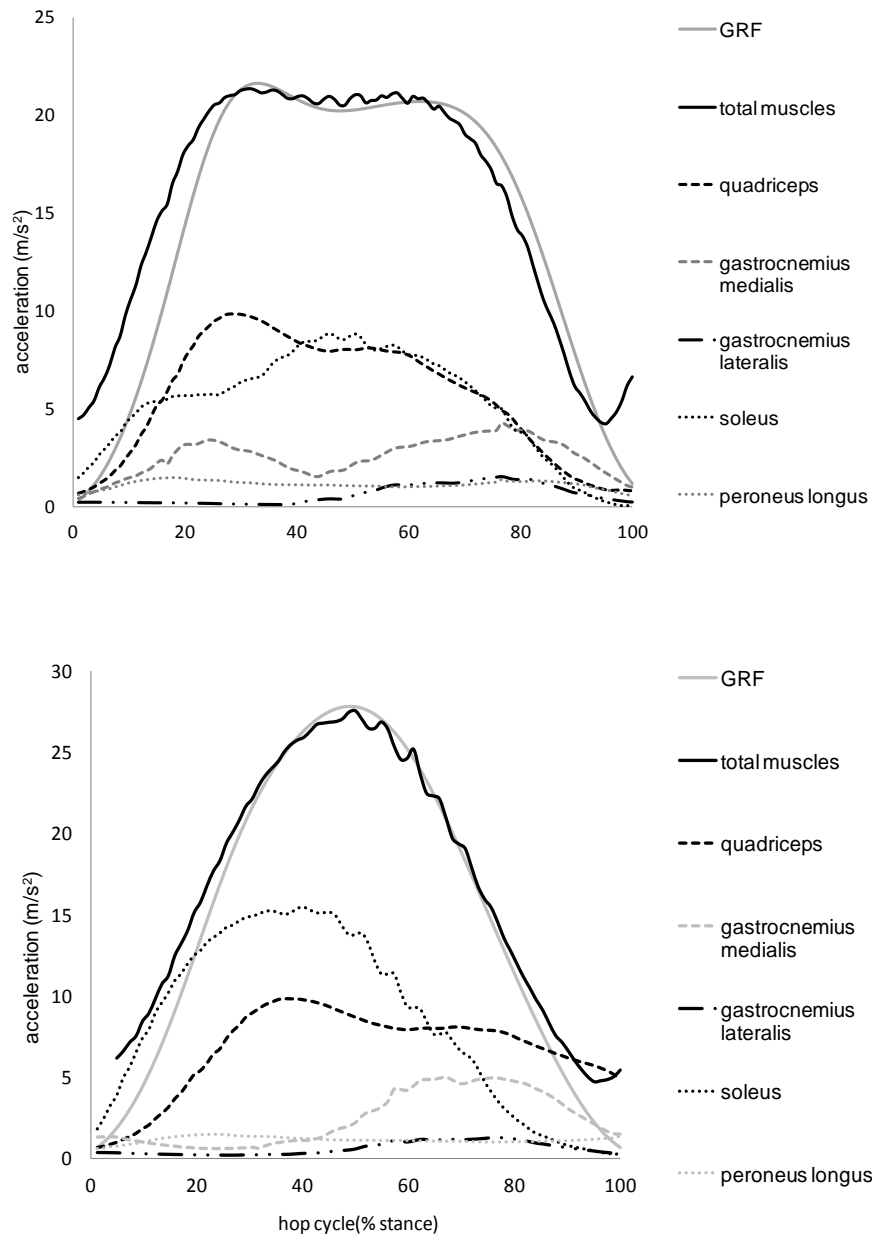 25
20
15
10
5
0
acceleration (m/s²)
0 20 40 60 80 100
GRF
total muscles
quadriceps
gastrocnemius
medialis
gastrocnemius
lateralis
soleus
peroneus longus
30
25
20
15
10
5
0
acceleration (m/s²)
0 20 40 60 80 100
hop cycle(% stance)
GRF
total muscles
quadriceps
gastrocnemius
medialis
gastrocnemius
lateralis
soleus
peroneus longus